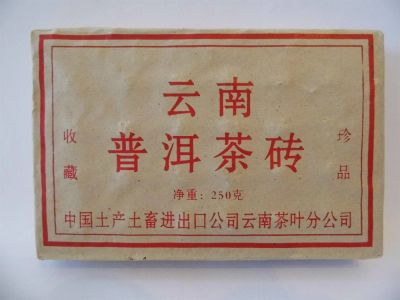 云南
普洱茶砖
收藏
珍品
净重: 250克
中国土产土畜进出口公司云南茶叶分公司